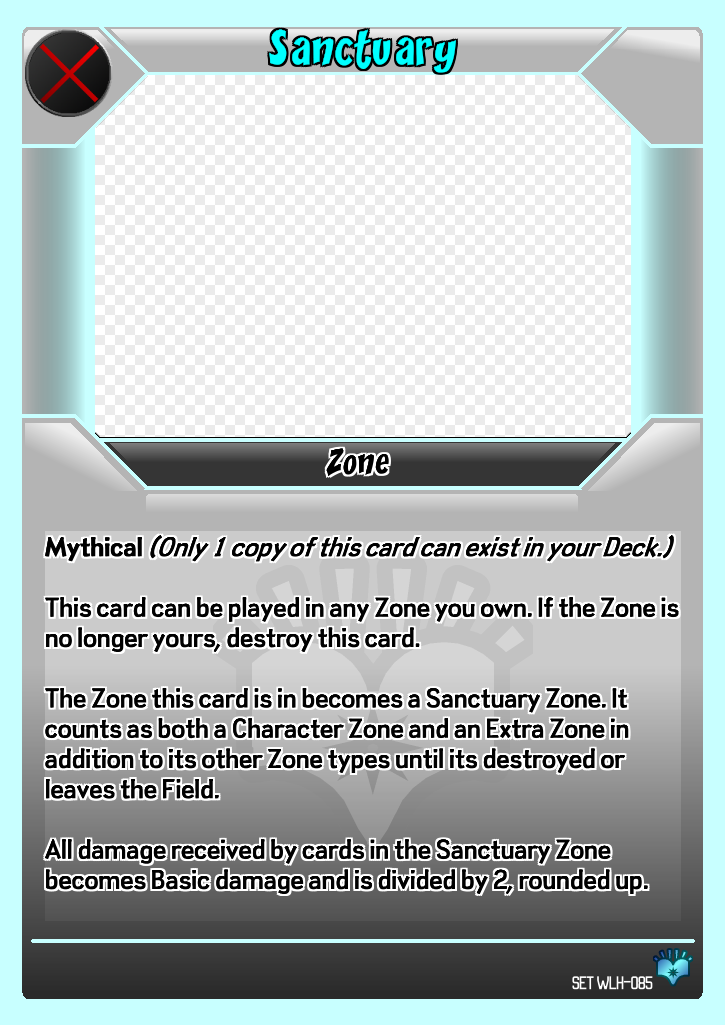 Sanctuary
Zone
Mythical (Only 1 copy of this card can exist in your Deck.)
This card can be played in any Zone you own. If the Zone is
no longer yours, destroy this card.
The Zone this card is in becomes a Sanctuary Zone. It
counts as both a Character Zone and an Extra Zone in
addition to its other Zone types until its destroyed or
leaves the Field.
All damage received by cards in the Sanctuary Zone
becomes Basic damage and is divided by 2, rounded up.
SET WLH-085